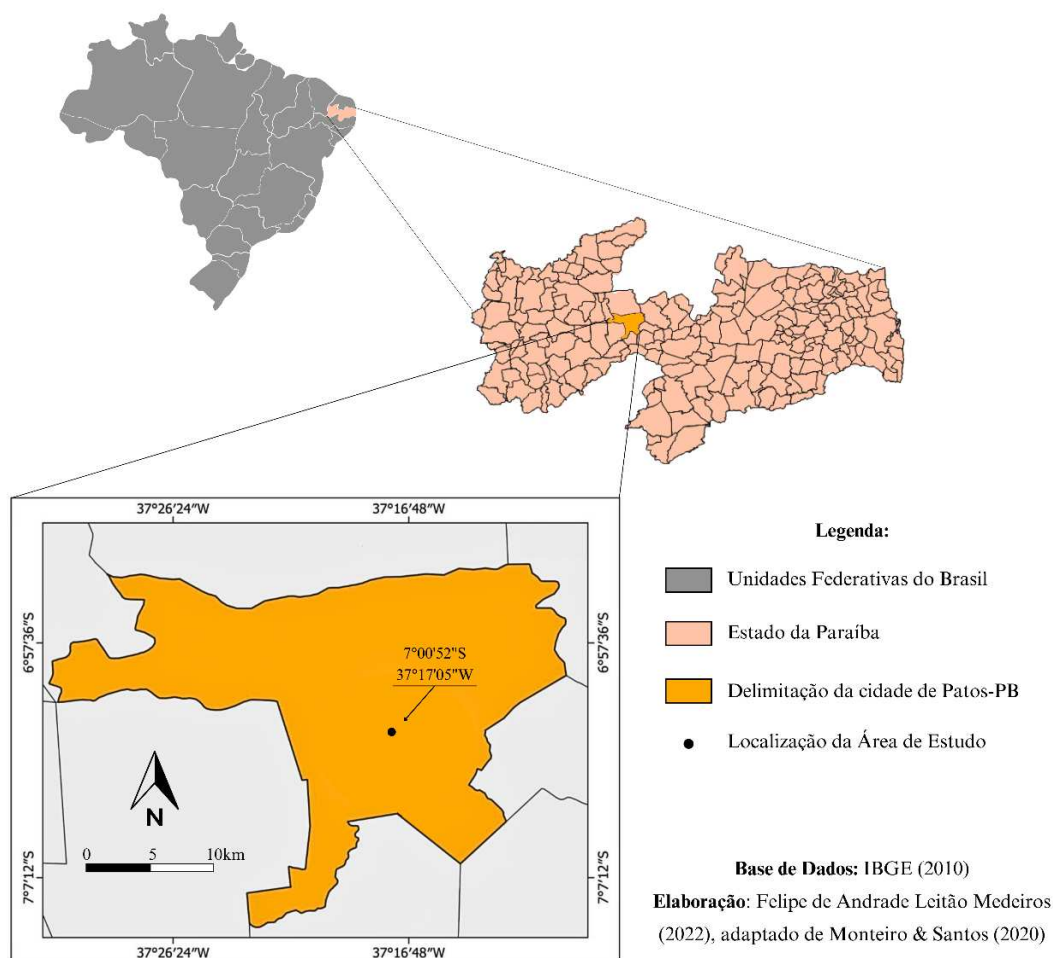 37°26'24"W
37°16'48"W
6°57'36"S
6°57'36"S
7°00'52"S
37°17'05"W
N
0 5 10km
7°7'12"S
7°7'12"S
37°26'24"W
37°16'48"W
Legenda:
Unidades Federativas do Brasil
Estado da Paraíba
Delimitação da cidade de Patos-PB
Localização da Área de Estudo
Base de Dados: IBGE (2010)
Elaboração: Felipe de Andrade Leitão Medeiros
(2022), adaptado de Monteiro & Santos (2020)